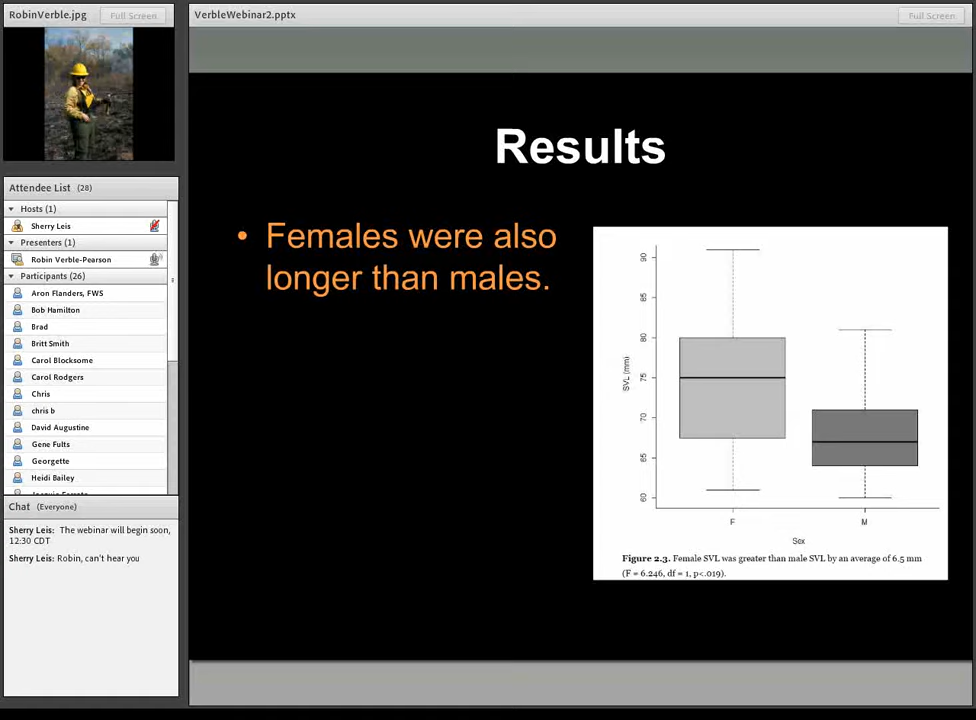 RobinVerble.jpg
Full Screen
Attendee List (28)
Hosts (1)
Sherry Leis
Presenters (1)
Robin Verble-Pearson
Participants (26)
Aron Flanders, FWS
Bob Hamilton
Brad
Britt Smith
Carol Blocksome
Carol Rodgers
Chris
chris b
David Augustine
Gene Fults
Georgette
Heidi Bailey
Chat (Everyone)
Sherry Leis: The webinar will begin soon,
12:30 CDT
Sherry Leis: Robin, can't hear you
VerbleWebinar2.pptx
Full Screen
Results
• Females were also
longer than males.
90
85
80
75
70
65
60
SVL (mm)
F
M
Sex
Figure 2.3. Female SVL was greater than male SVL by an average of 6.5 mm
(F = 6.246, df = 1, p<.019).